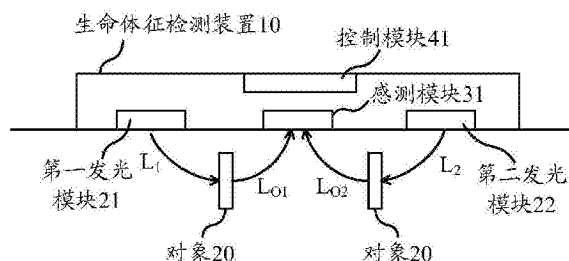 生命体征检测装置10
控制模块41
感测模块31
第一发光
模块21
L1
LO1
LO2
L2
第二发光
模块22
对象20
对象20